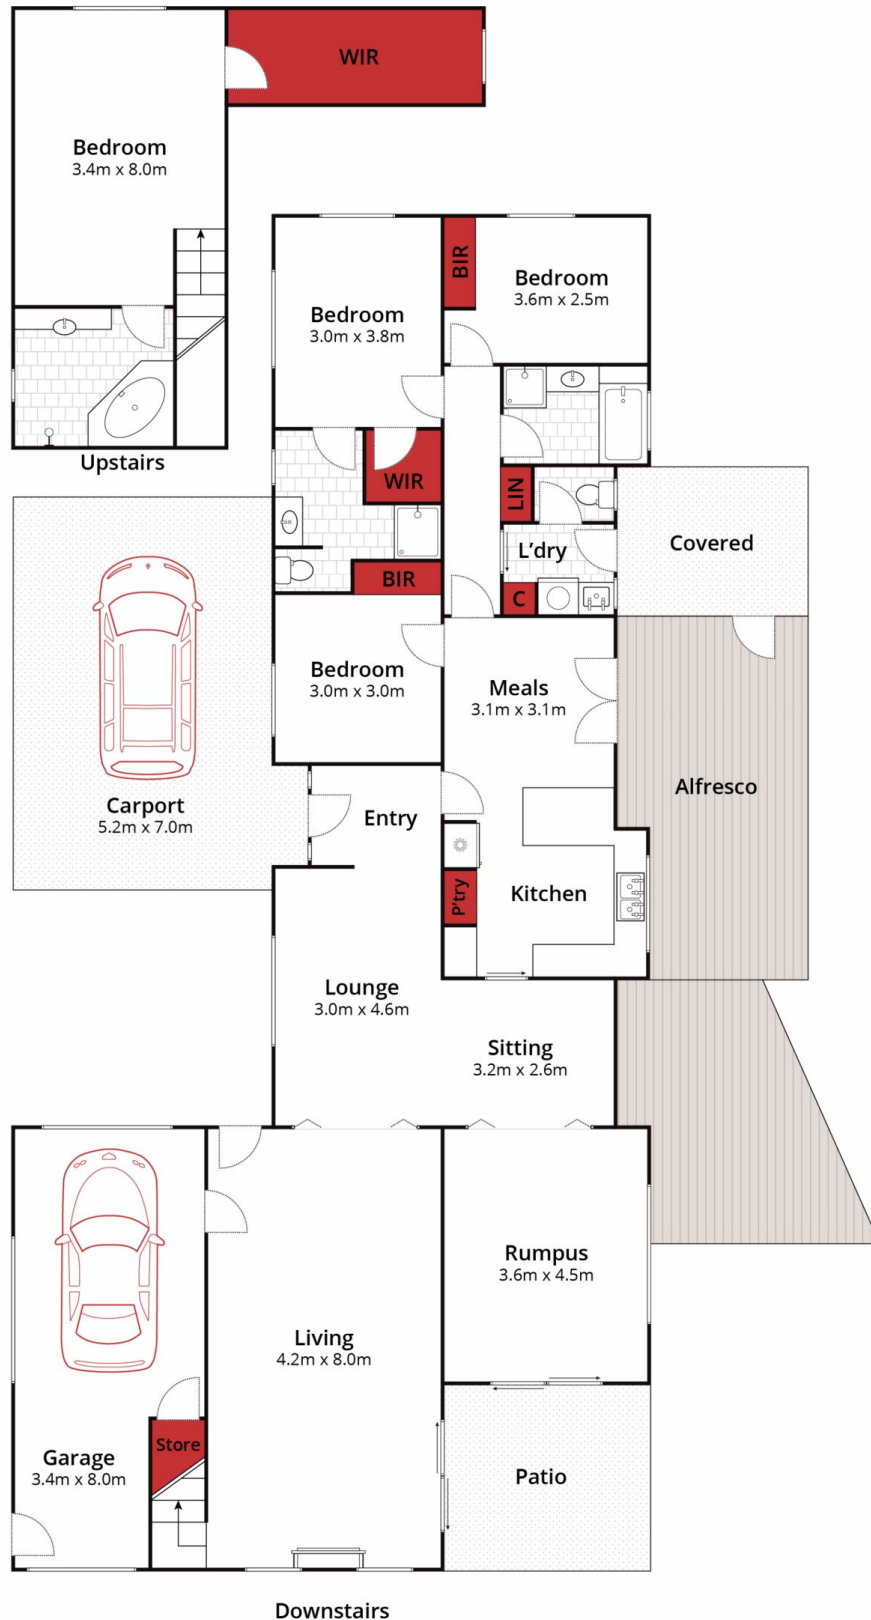 WIR
Bedroom
3.4m x 8.0m
Upstairs
BIR
Bedroom
3.6m x 2.5m
Bedroom
3.0m x 3.8m
WIR
LIN
L'dry
Covered
BIR
C
Bedroom
3.0m x 3.0m
Meals
3.1m x 3.1m
Carport
5.2m x 7.0m
Entry
Alfresco
P'try
Kitchen
Lounge
3.0m x 4.6m
Sitting
3.2m x 2.6m
Rumpus
3.6m x 4.5m
Living
4.2m x 8.0m
Store
Garage
3.4m x 8.0m
Patio
Downstairs